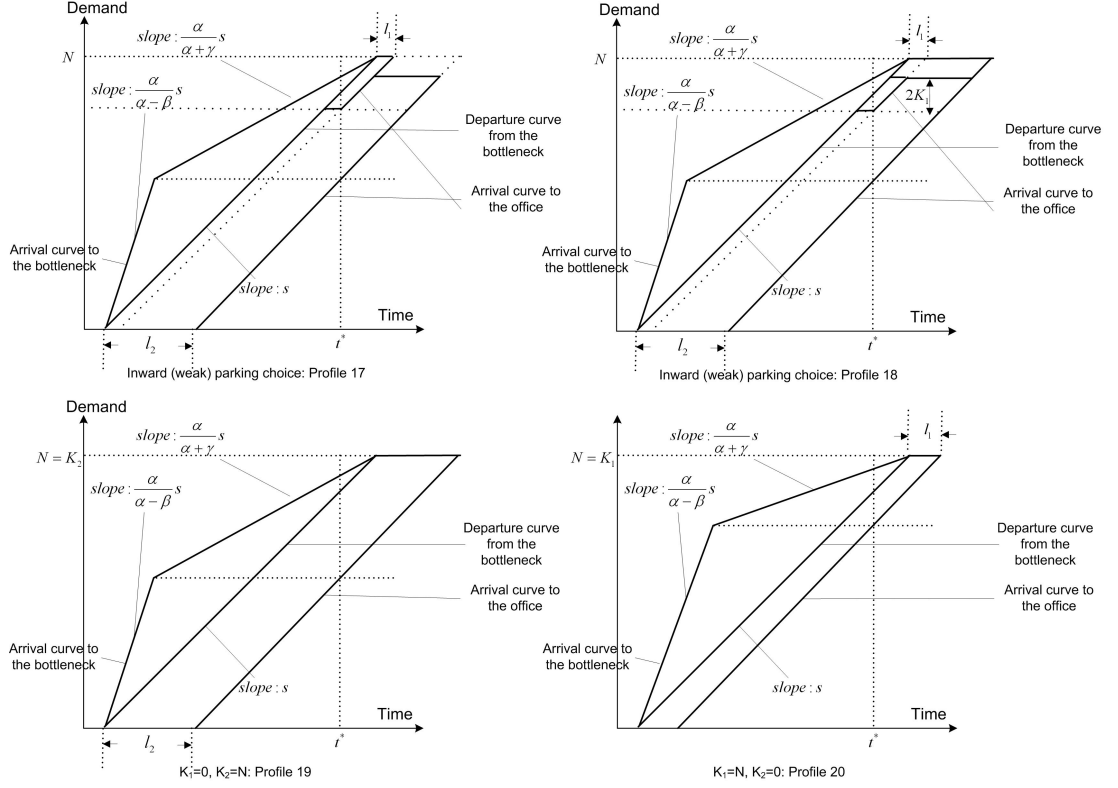 Demand
l₁
slope: α/(α+γ) s
N
slope: α/(α−β) s
Departure curve
from the
bottleneck
Arrival curve to
the office
Arrival curve to
the bottleneck
slope: s
Time
l₂
t*
Inward (weak) parking choice: Profile 17
Demand
l₁
slope: α/(α+γ) s
N
slope: α/(α−β) s
2K₁
Departure curve
from the
bottleneck
Arrival curve to
the office
Arrival curve to
the bottleneck
slope: s
Time
l₂
t*
Inward (weak) parking choice: Profile 18
Demand
slope: α/(α+γ) s
N = K₂
slope: α/(α−β) s
Departure curve
from the
bottleneck
Arrival curve to
the office
Arrival curve to
the bottleneck
slope: s
Time
l₂
t*
K₁=0, K₂=N: Profile 19
Demand
l₁
slope: α/(α+γ) s
N = K₁
slope: α/(α−β) s
Departure curve
from the
bottleneck
Arrival curve to
the office
Arrival curve to
the bottleneck
slope: s
Time
t*
K₁=N, K₂=0: Profile 20